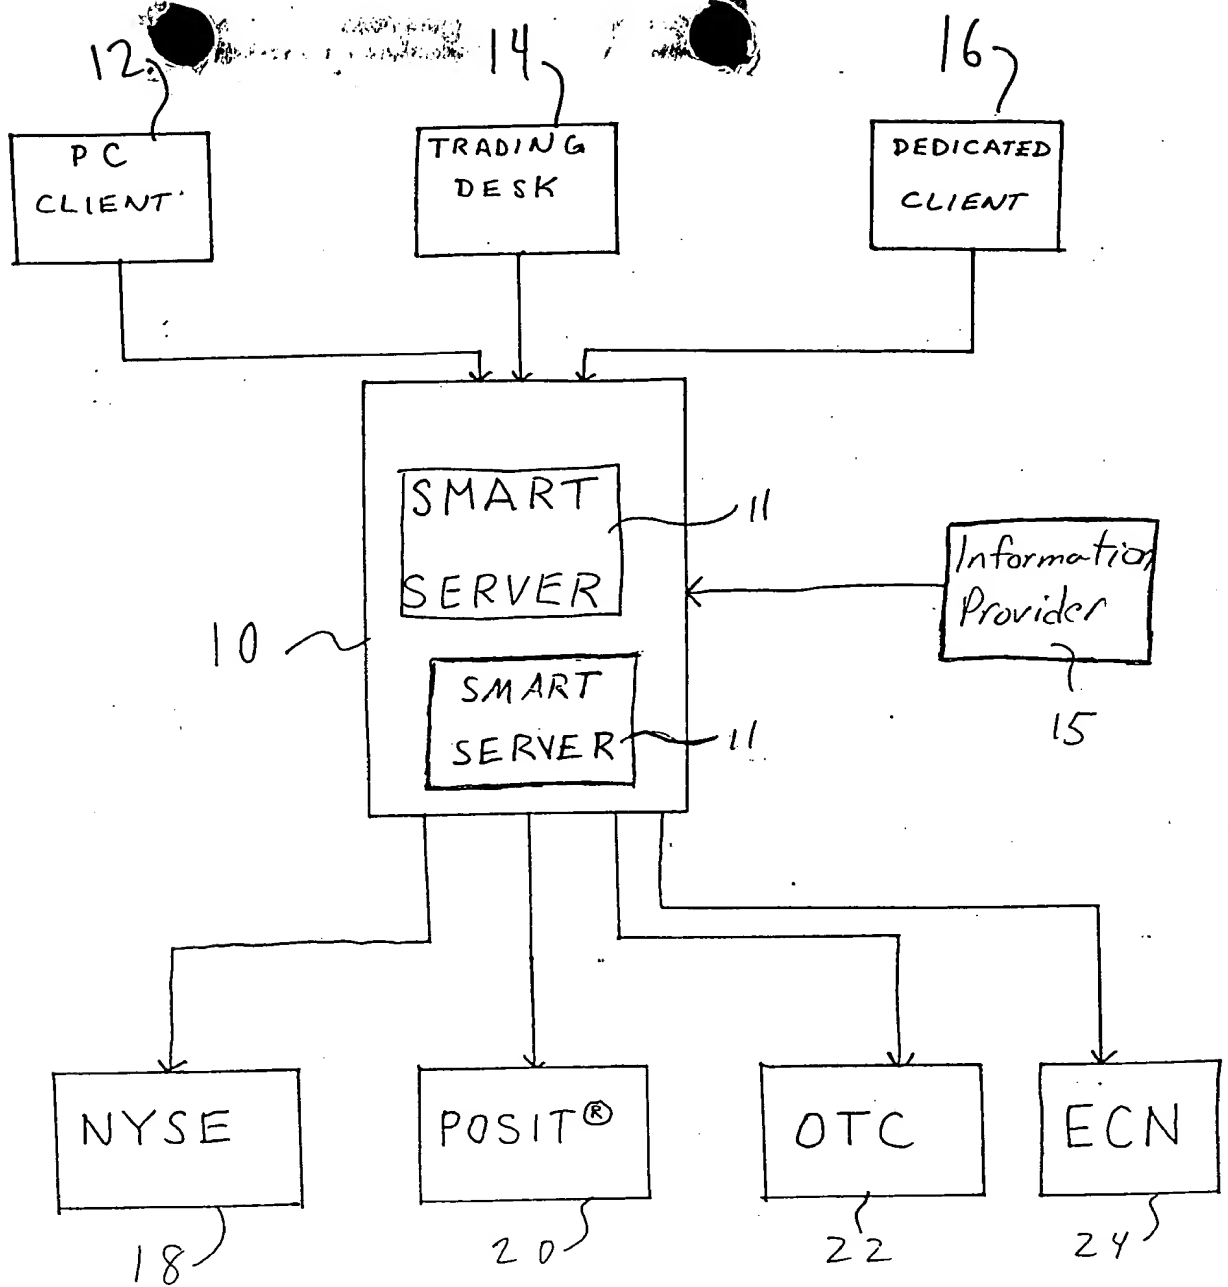 12
14
16
PC
CLIENT
TRADING
DESK
DEDICATED
CLIENT
SMART
SERVER
11
Information
Provider
15
10
SMART
SERVER
11
NYSE
POSIT®
OTC
ECN
18
20
22
24